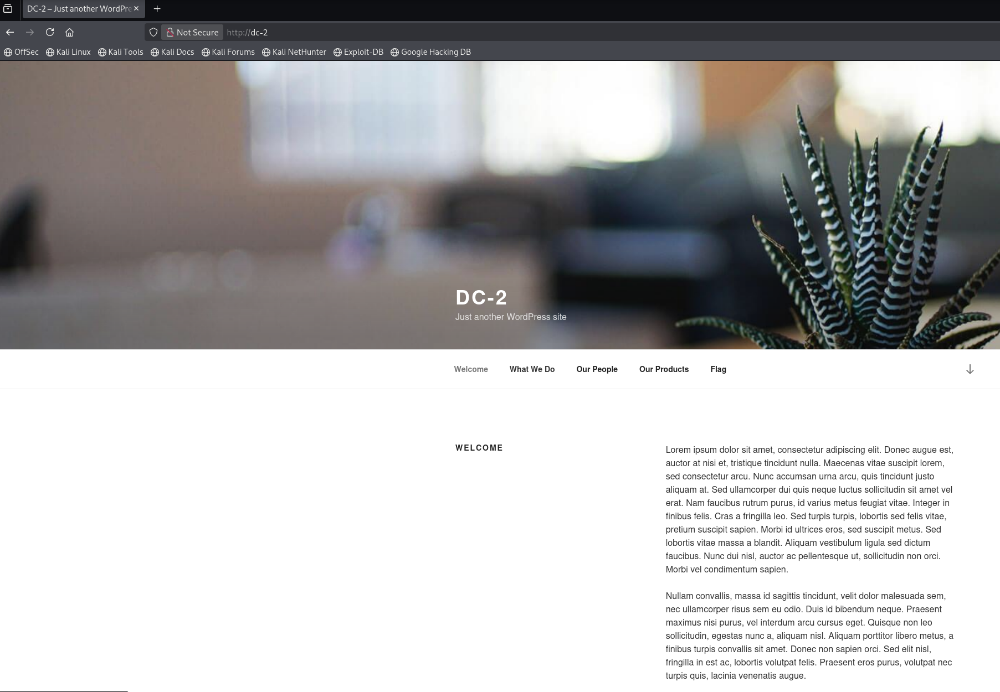 DC-2 – Just another WordPre
Not Secure
http://dc-2
OffSec
Kali Linux
Kali Tools
Kali Docs
Kali Forums
Kali NetHunter
Exploit-DB
Google Hacking DB
DC-2
Just another WordPress site
Welcome
What We Do
Our People
Our Products
Flag
WELCOME
Lorem ipsum dolor sit amet, consectetur adipiscing elit. Donec augue est,
auctor at nisi et, tristique tincidunt nulla. Maecenas vitae suscipit lorem,
sed consectetur arcu. Nunc accumsan urna arcu, quis tincidunt justo
aliquam at. Sed ullamcorper dui quis neque luctus sollicitudin sit amet vel
erat. Nam faucibus rutrum purus, id varius metus feugiat vitae. Integer in
finibus felis. Cras a fringilla leo. Sed turpis turpis, lobortis sed felis vitae,
pretium suscipit sapien. Morbi id ultrices eros, sed suscipit metus. Sed
lobortis vitae massa a blandit. Aliquam vestibulum ligula sed dictum
faucibus. Nunc dui nisl, auctor ac pellentesque ut, sollicitudin non orci.
Morbi vel condimentum sapien.
Nullam convallis, massa id sagittis tincidunt, velit dolor malesuada sem,
nec ullamcorper risus sem eu odio. Duis id bibendum neque. Praesent
maximus nisi purus, vel interdum arcu cursus eget. Quisque non leo
sollicitudin, egestas nunc a, aliquam nisl. Aliquam porttitor libero metus, a
finibus turpis convallis sit amet. Donec non sapien orci. Sed elit nisl,
fringilla in est ac, lobortis volutpat felis. Praesent eros purus, volutpat nec
turpis quis, lacinia venenatis augue.